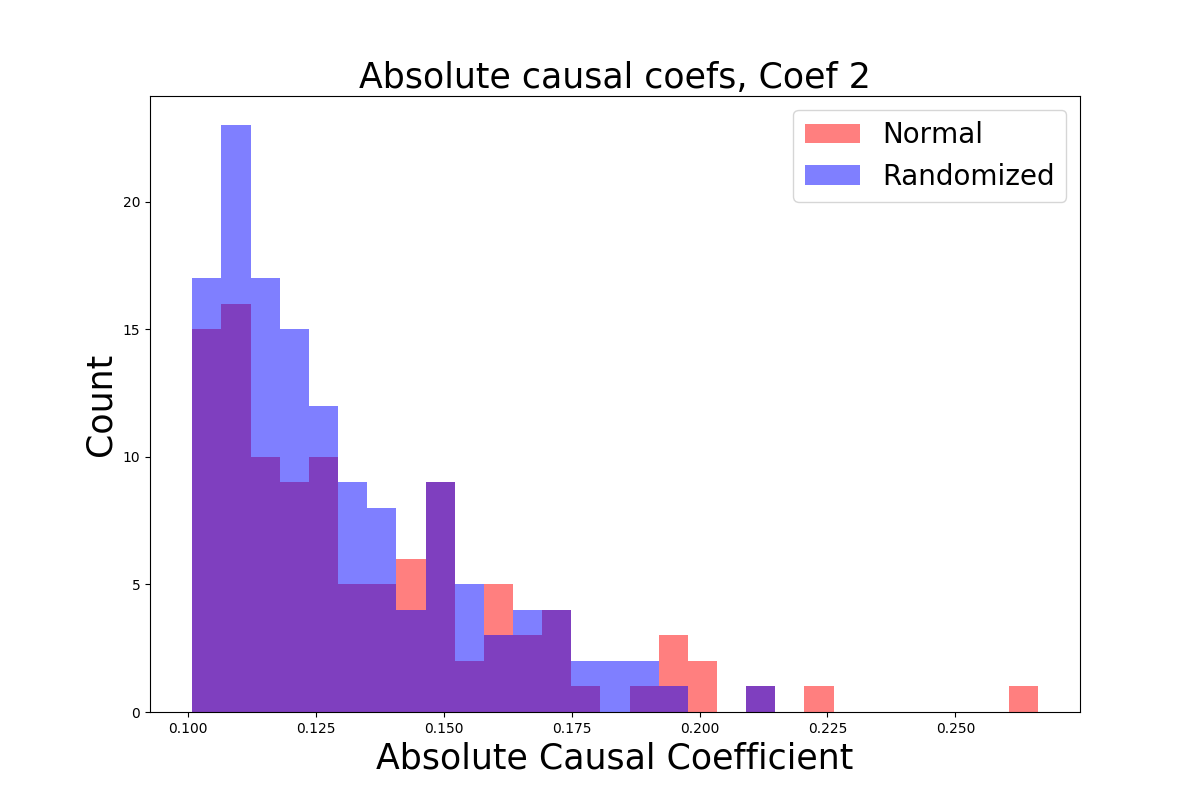 Absolute causal coefs, Coef 2
Normal
Randomized
20
15
10
5
0
Count
0.100 0.125 0.150 0.175 0.200 0.225 0.250
Absolute Causal Coefficient